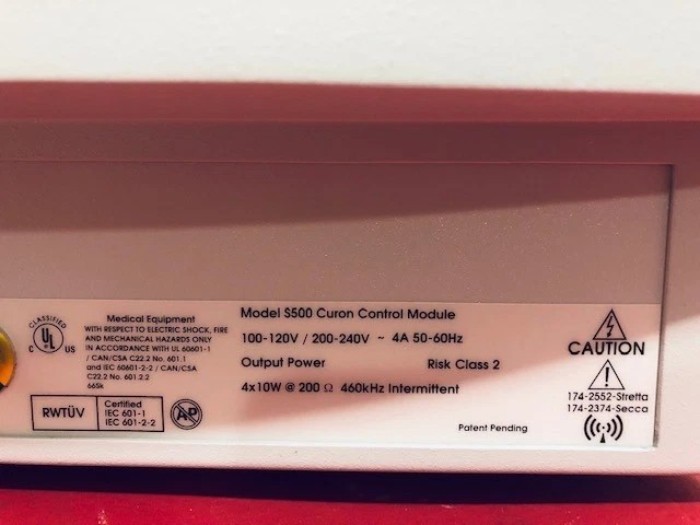 CLASSIFIED
UL
C US
Medical Equipment
WITH RESPECT TO ELECTRIC SHOCK, FIRE
AND MECHANICAL HAZARDS ONLY
IN ACCORDANCE WITH UL 60601-1
/ CAN/CSA C22.2 No. 601.1
and IEC 60601-2-2 / CAN/CSA
C22.2 No. 601.2.2
66SK
RWTÜV
Certified
IEC 601-1
IEC 601-2-2
AP
Model S500 Curon Control Module
100-120V / 200-240V ~ 4A 50-60Hz
Output Power Risk Class 2
4x10W @ 200 Ω 460kHz Intermittent
Patent Pending
CAUTION
174-2552-Stretta
174-2374-Secca